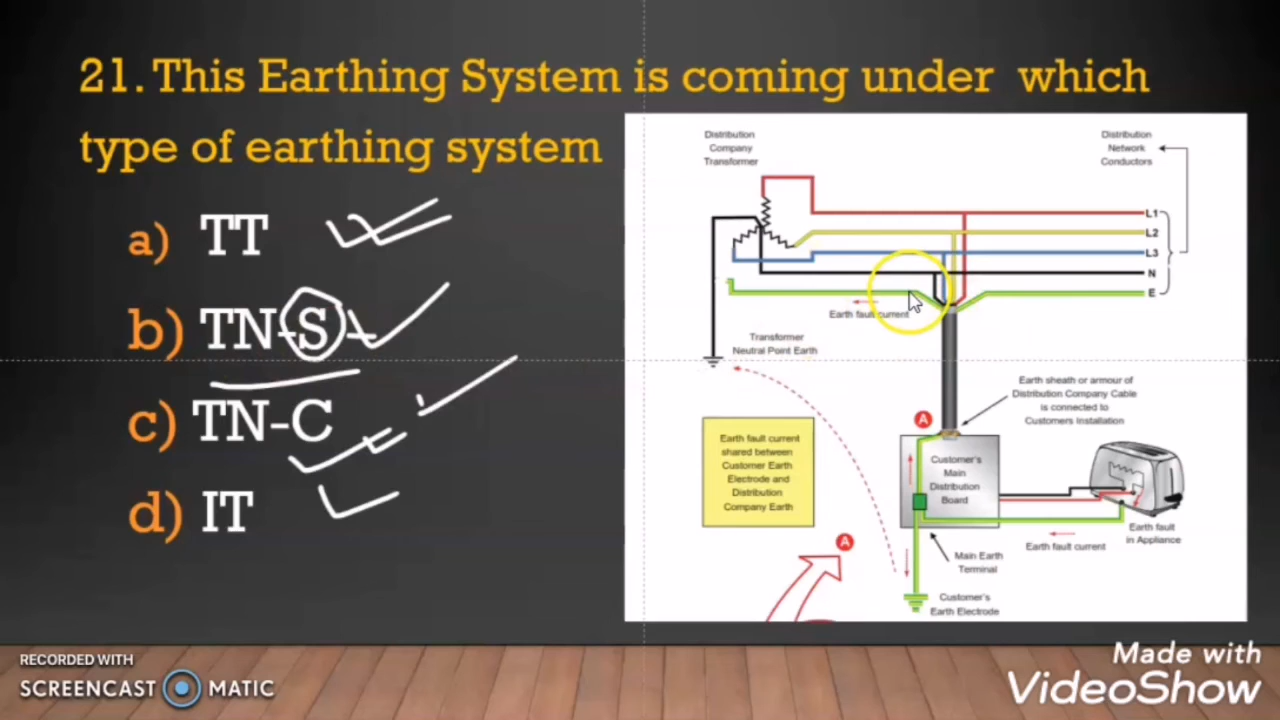 21. This Earthing System is coming under which
type of earthing system
a) TT
b) TN-S
c) TN-C
d) IT
Distribution
Company
Transformer
Distribution
Network
Conductors
L1
L2
L3
N
E
Earth fault current
Transformer
Neutral Point Earth
Earth sheath or armour of
Distribution Company Cable
is connected to
Customers Installation
A
Earth fault current
shared between
Customer Earth
Electrode and
Distribution
Company Earth
Customer's
Main
Distribution
Board
Earth fault
in Appliance
Earth fault current
A
Main Earth
Terminal
Customer's
Earth Electrode
RECORDED WITH
SCREENCAST MATIC
Made with
VideoShow